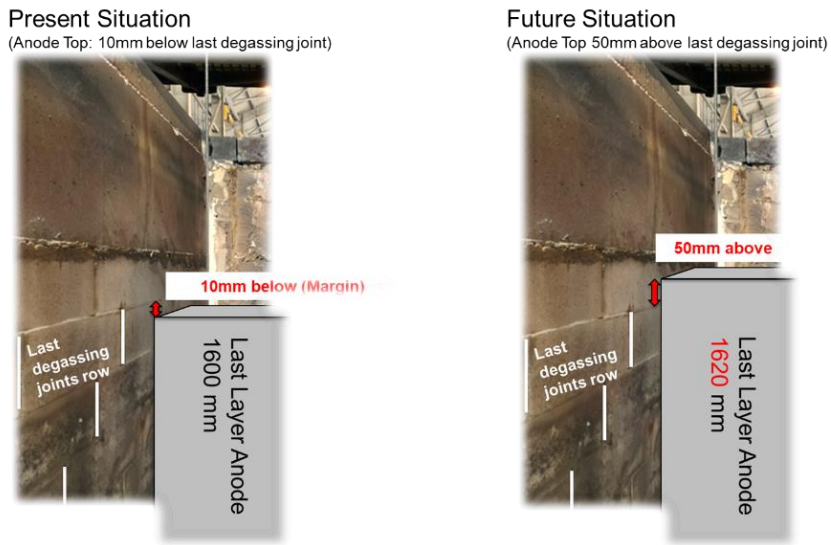 Present Situation
(Anode Top: 10mm below last degassing joint)
10mm below (Margin)
Last
degassing
joints row
Last Layer Anode
1600 mm
Future Situation
(Anode Top 50mm above last degassing joint)
50mm above
Last
degassing
joints row
Last Layer Anode
1620 mm